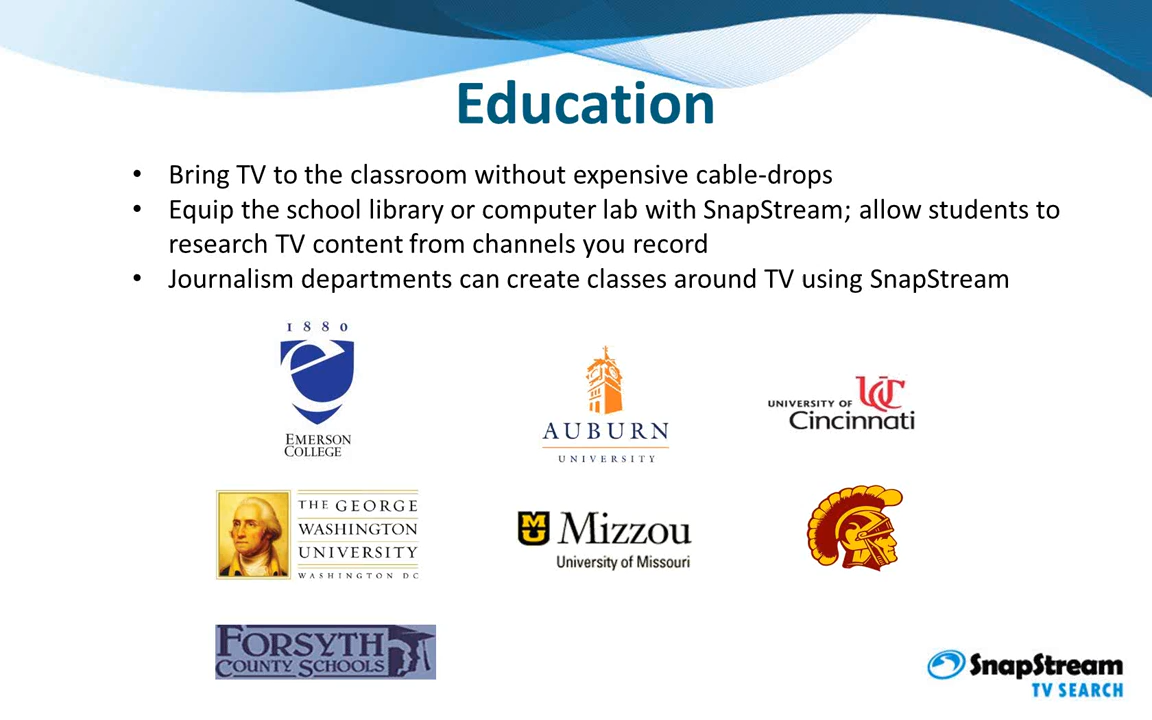 Education
• Bring TV to the classroom without expensive cable-drops
• Equip the school library or computer lab with SnapStream; allow students to
research TV content from channels you record
• Journalism departments can create classes around TV using SnapStream
1880
EMERSON
COLLEGE
AUBURN
UNIVERSITY
UC
UNIVERSITY OF
Cincinnati
THE GEORGE
WASHINGTON
UNIVERSITY
WASHINGTON DC
MU
Mizzou
University of Missouri
FORSYTH
COUNTY SCHOOLS
SnapStream
TV SEARCH